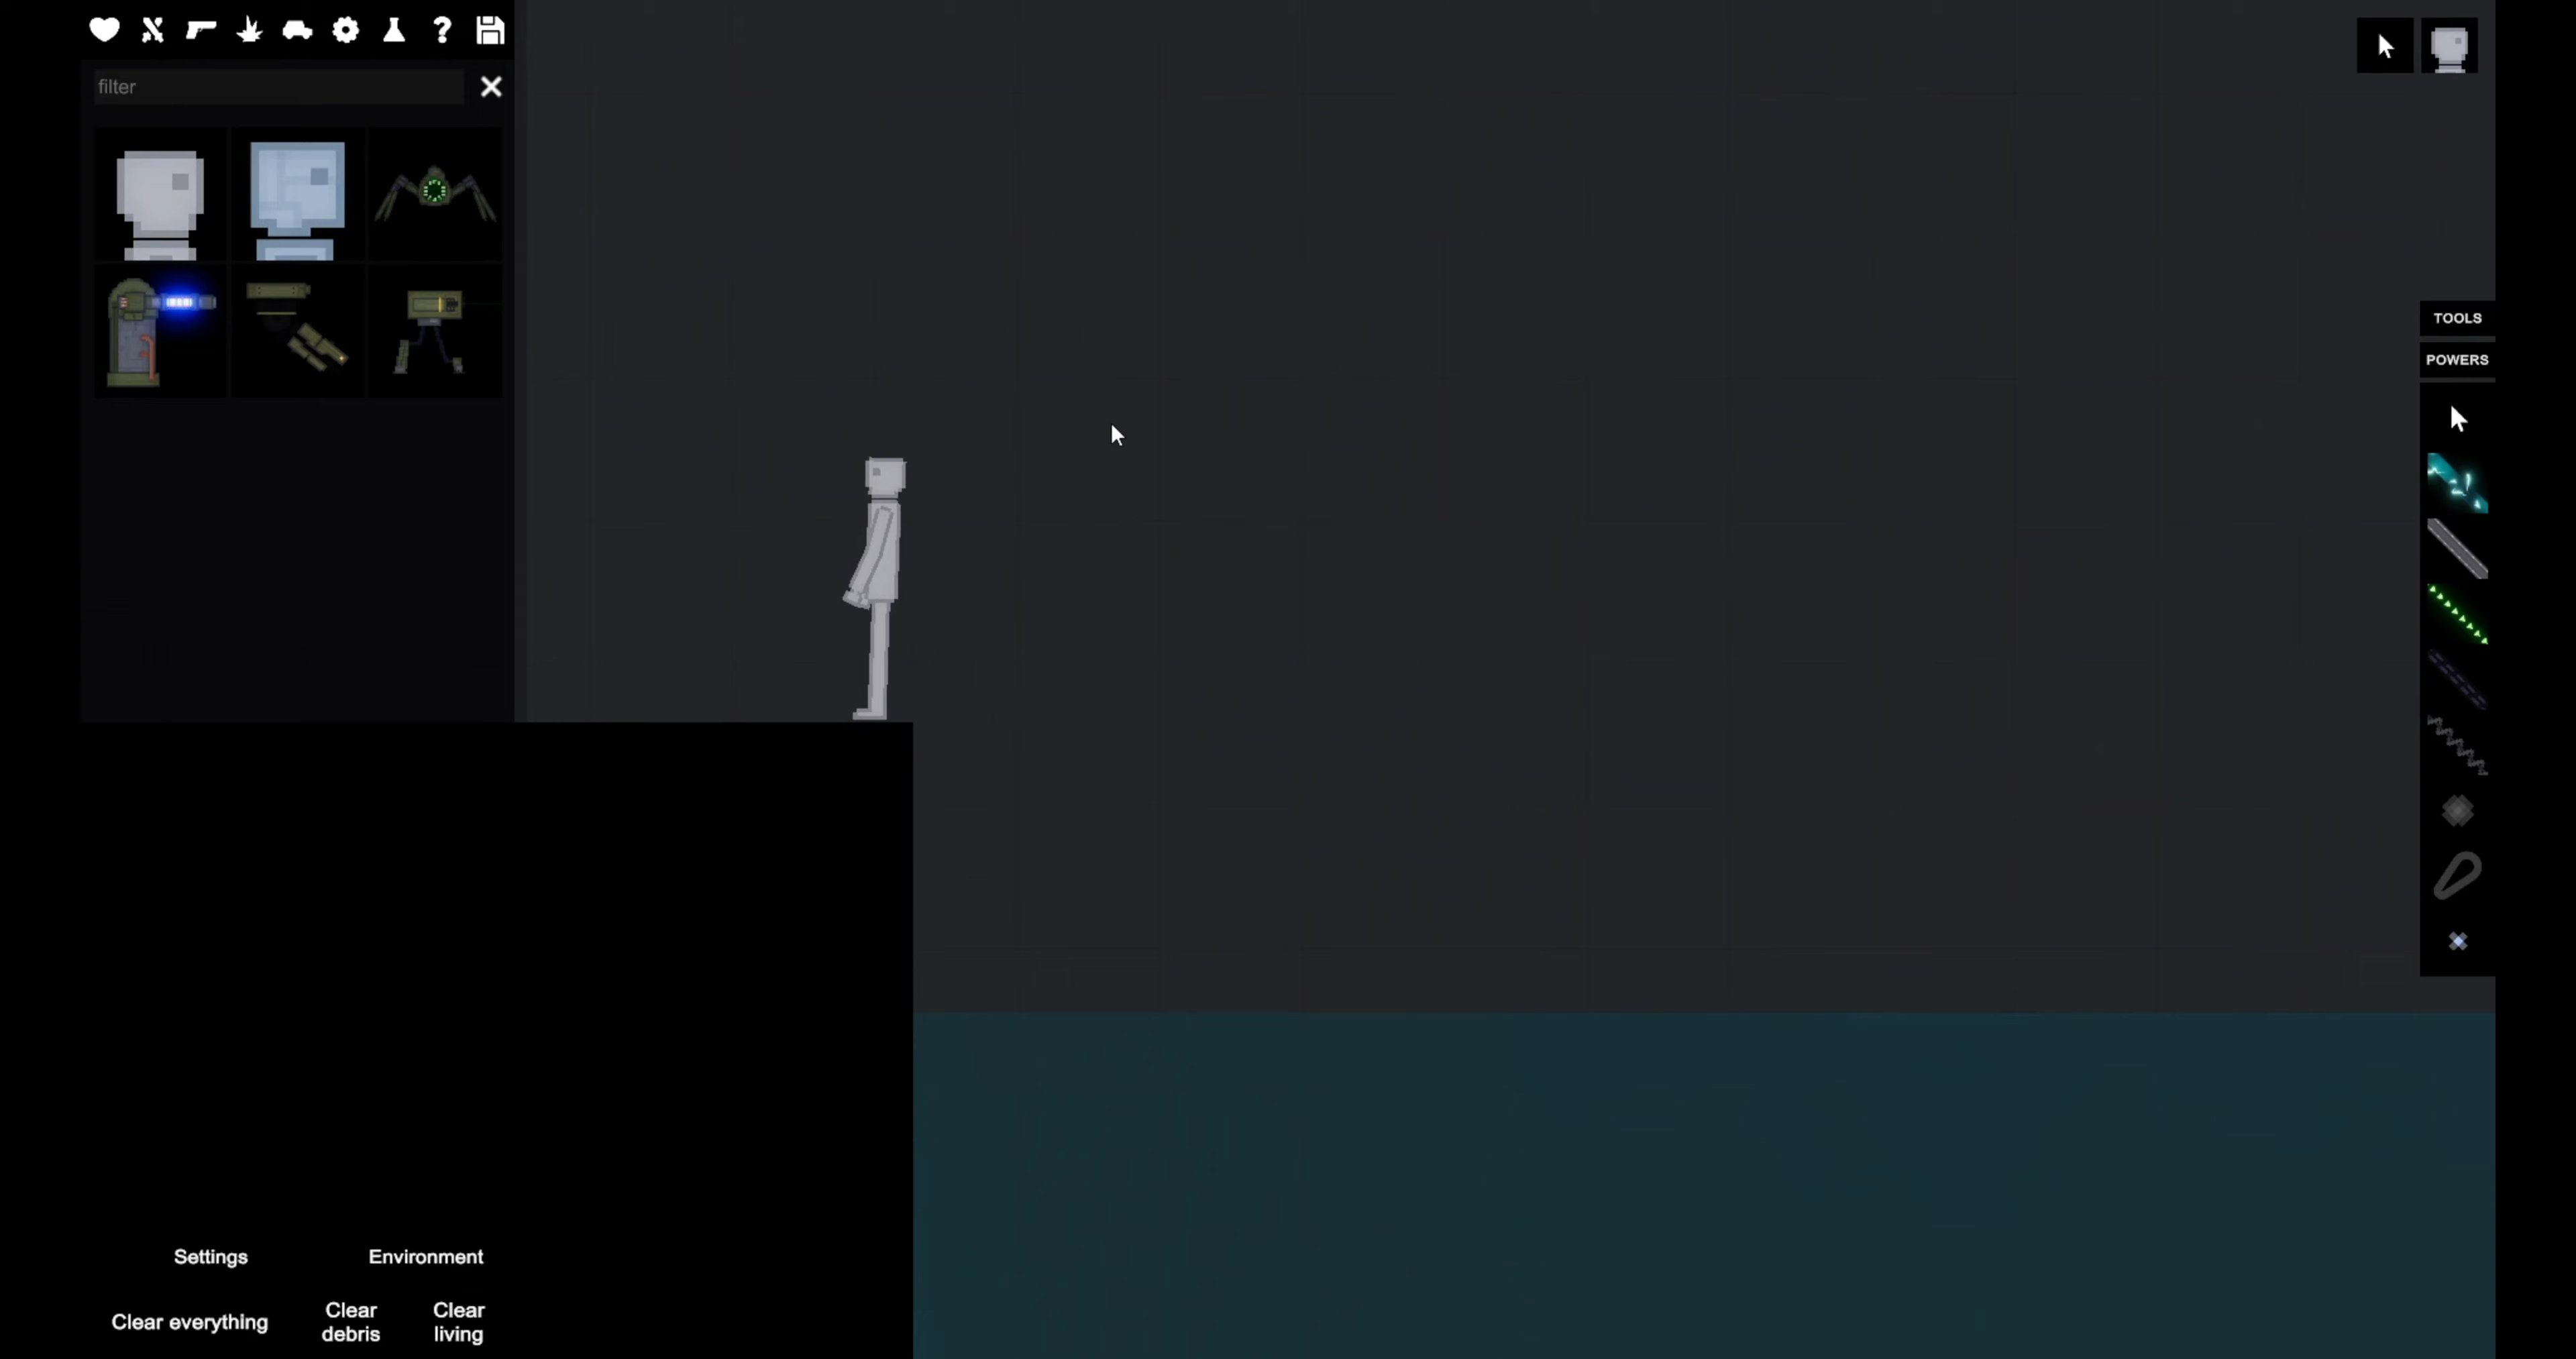 filter
TOOLS
POWERS
Settings
Environment
Clear everything
Clear
debris
Clear
living